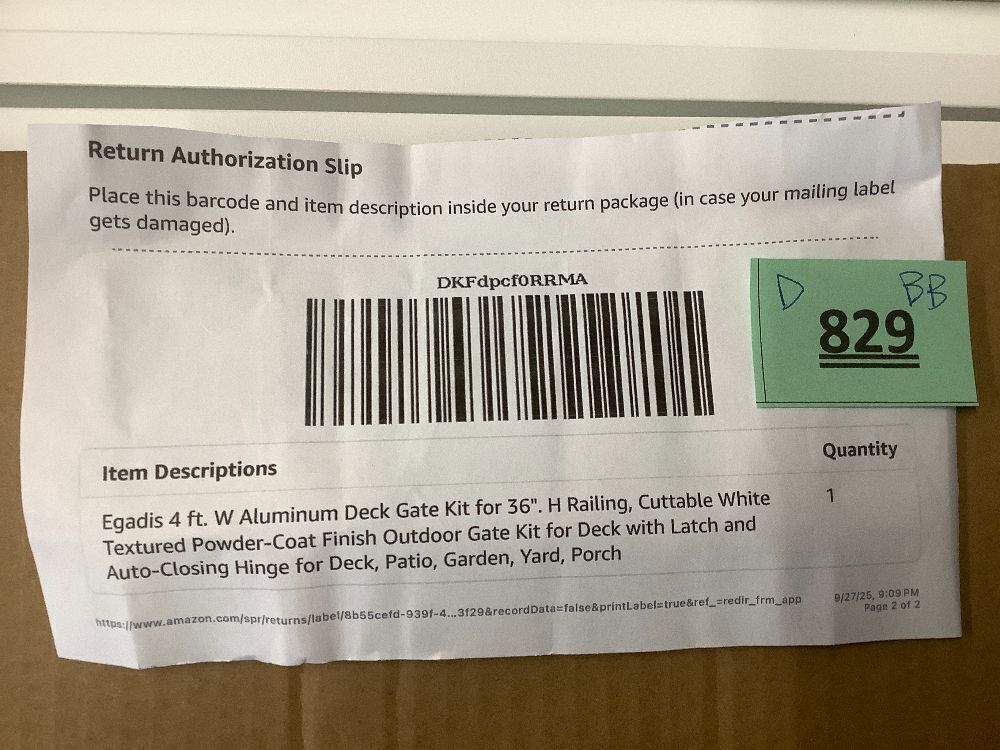 Return Authorization Slip
Place this barcode and item description inside your return package (in case your mailing label
gets damaged).
DKFdpcf0RRMA
D BB
829
Item Descriptions Quantity
Egadis 4 ft. W Aluminum Deck Gate Kit for 36". H Railing, Cuttable White 1
Textured Powder-Coat Finish Outdoor Gate Kit for Deck with Latch and
Auto-Closing Hinge for Deck, Patio, Garden, Yard, Porch
https://www.amazon.com/spr/returns/label/8b55cefd-939f-4...3f29&recordData=false&printLabel=true&ref_=redir_frm_app 9/27/25, 9:09 PM
Page 2 of 2